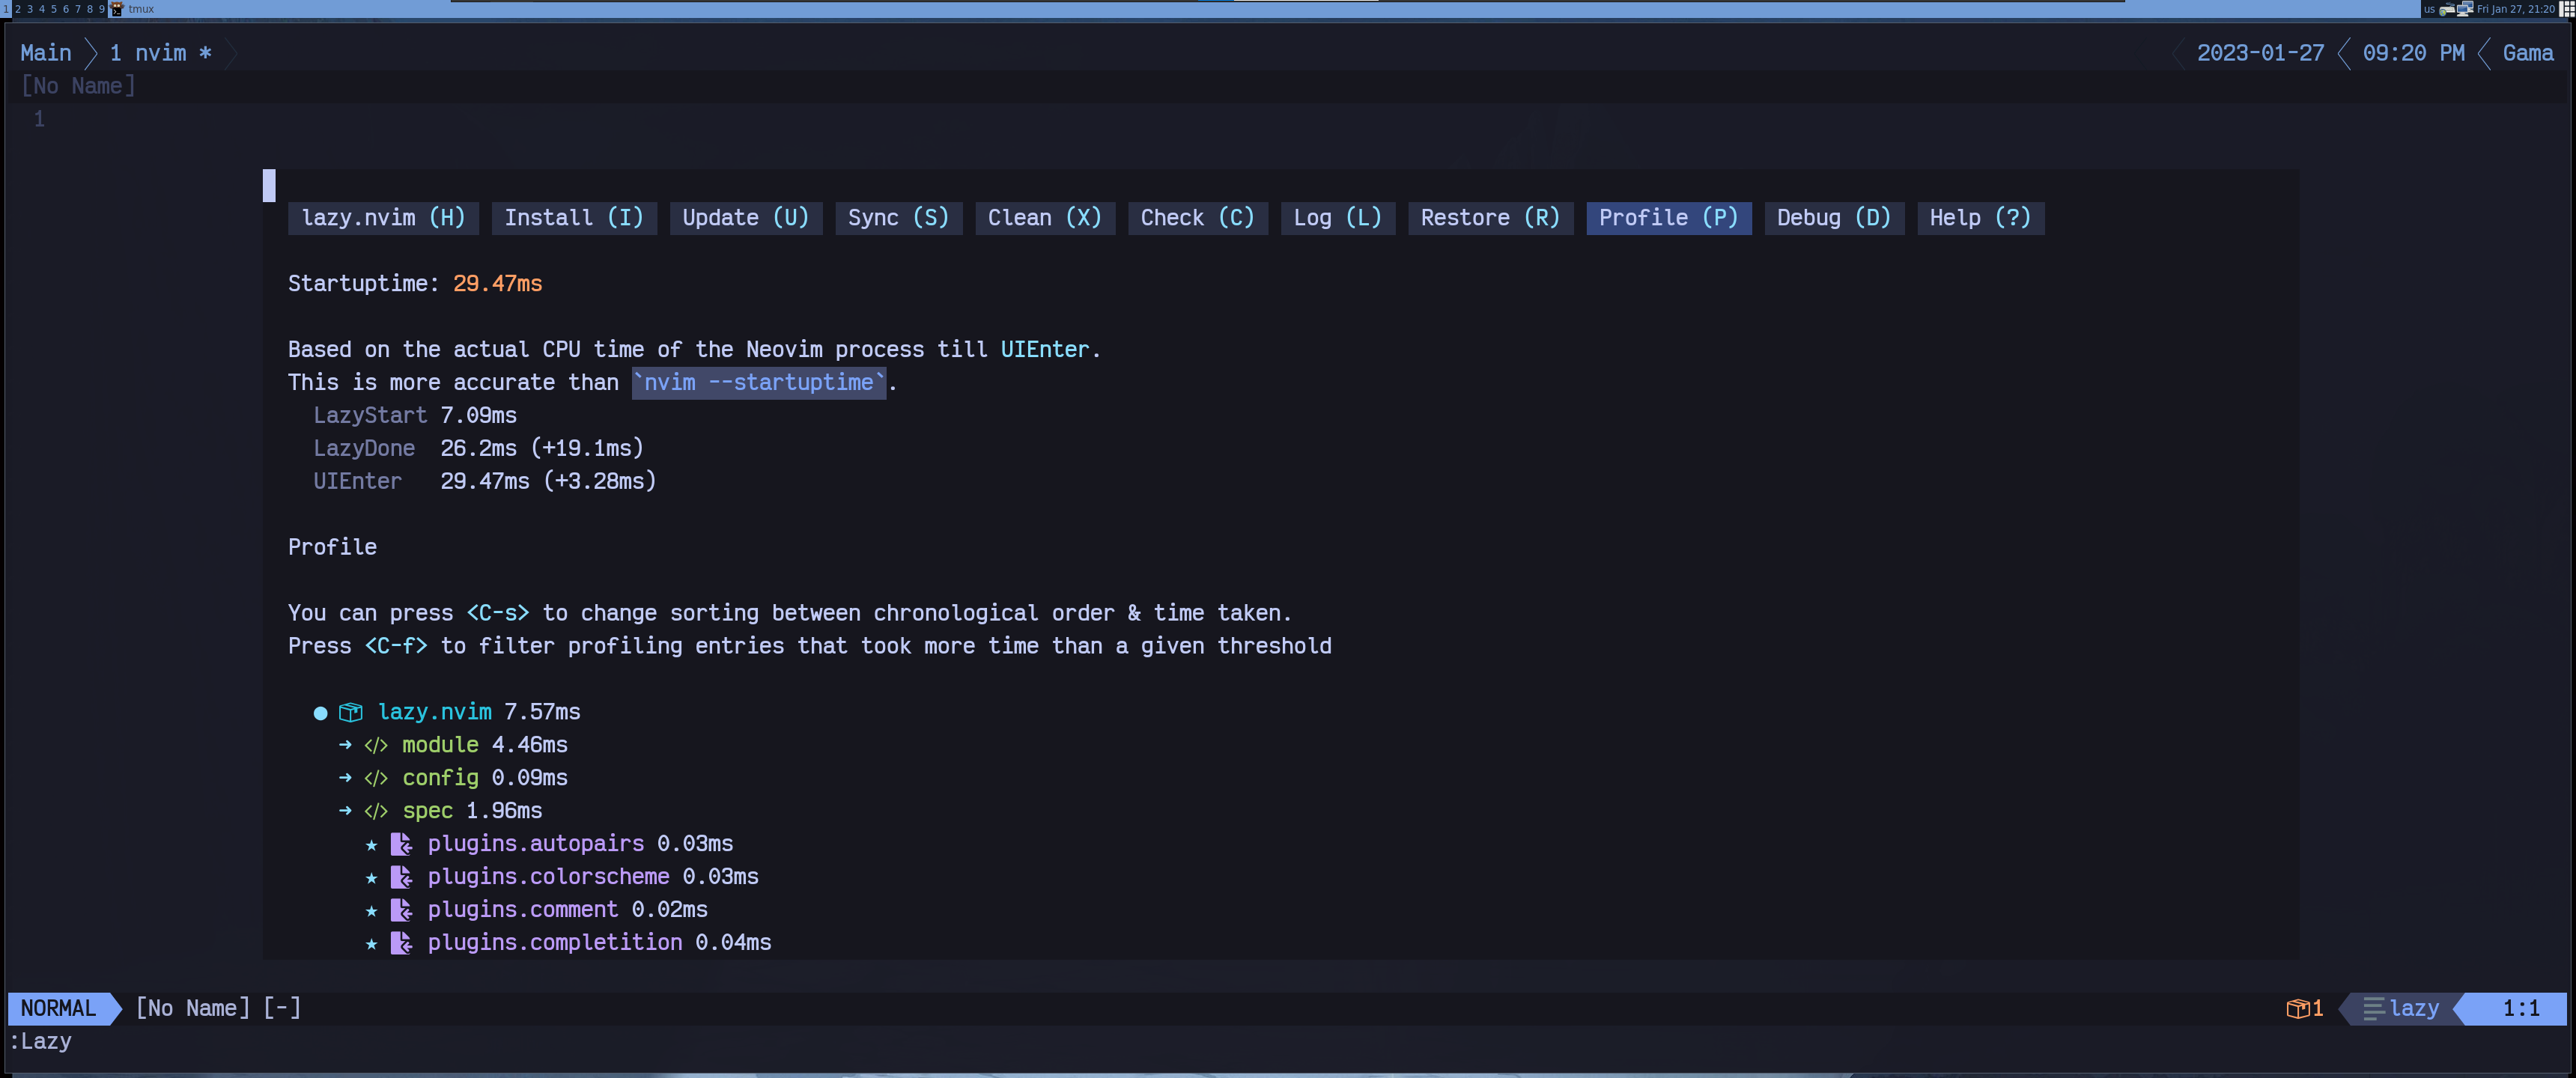 1 2 3 4 5 6 7 8 9 tmux us Fri Jan 27, 21:20
Main 1 nvim * 2023-01-27 09:20 PM Gama
[No Name]
1
lazy.nvim (H) Install (I) Update (U) Sync (S) Clean (X) Check (C) Log (L) Restore (R) Profile (P) Debug (D) Help (?)
Startuptime: 29.47ms
Based on the actual CPU time of the Neovim process till UIEnter.
This is more accurate than `nvim --startuptime`.
LazyStart 7.09ms
LazyDone 26.2ms (+19.1ms)
UIEnter 29.47ms (+3.28ms)
Profile
You can press <C-s> to change sorting between chronological order & time taken.
Press <C-f> to filter profiling entries that took more time than a given threshold
● lazy.nvim 7.57ms
➜ </> module 4.46ms
➜ </> config 0.09ms
➜ </> spec 1.96ms
★ plugins.autopairs 0.03ms
★ plugins.colorscheme 0.03ms
★ plugins.comment 0.02ms
★ plugins.completition 0.04ms
NORMAL [No Name] [-] 1 lazy 1:1
:Lazy